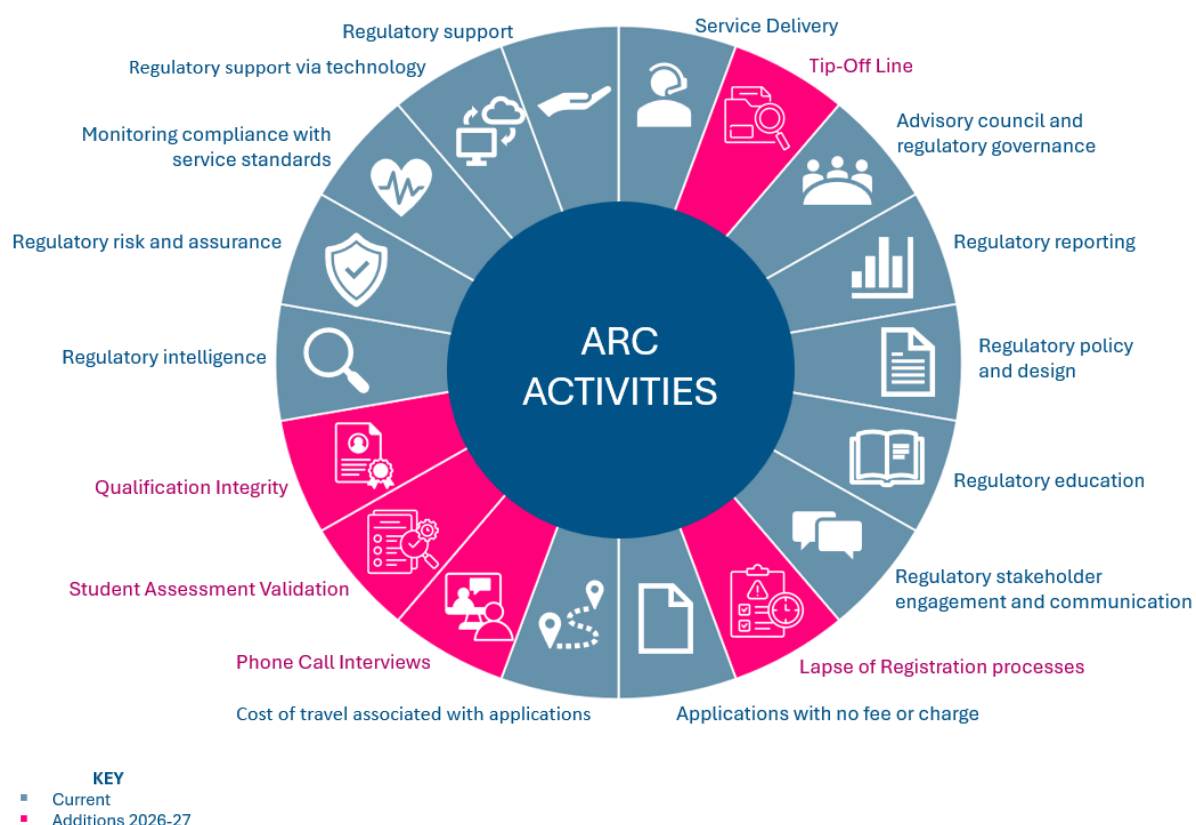 Regulatory support
Service Delivery
Regulatory support via technology
Tip-Off Line
Monitoring compliance with
service standards
Advisory council and
regulatory governance
Regulatory risk and assurance
Regulatory reporting
ARC
ACTIVITIES
Regulatory intelligence
Regulatory policy
and design
Qualification Integrity
Regulatory education
Student Assessment Validation
Regulatory stakeholder
engagement and communication
Phone Call Interviews
Lapse of Registration processes
Cost of travel associated with applications
Applications with no fee or charge
KEY
Current
Additions 2026-27